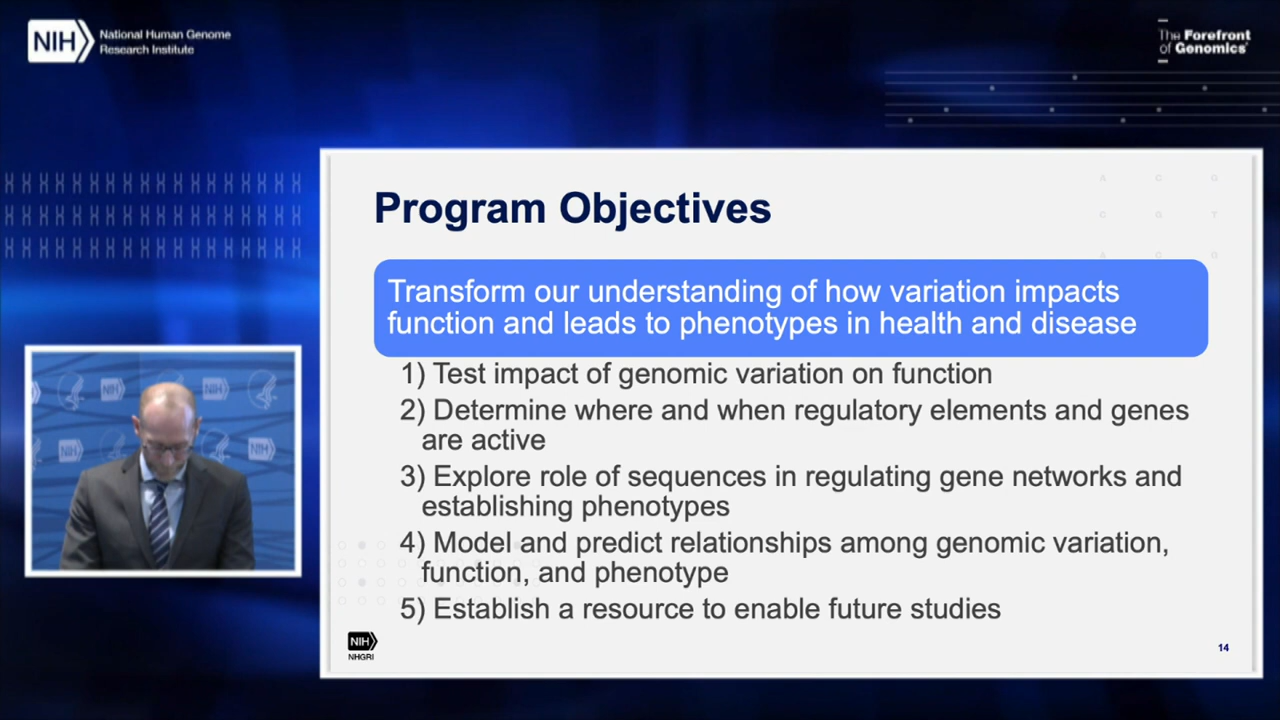 NIH
National Human Genome
Research Institute
The Forefront
of Genomics®
Program Objectives
Transform our understanding of how variation impacts
function and leads to phenotypes in health and disease
1) Test impact of genomic variation on function
2) Determine where and when regulatory elements and genes
are active
3) Explore role of sequences in regulating gene networks and
establishing phenotypes
4) Model and predict relationships among genomic variation,
function, and phenotype
5) Establish a resource to enable future studies
NIH
NHGRI
14
NIH
NIH
NIH
NIH